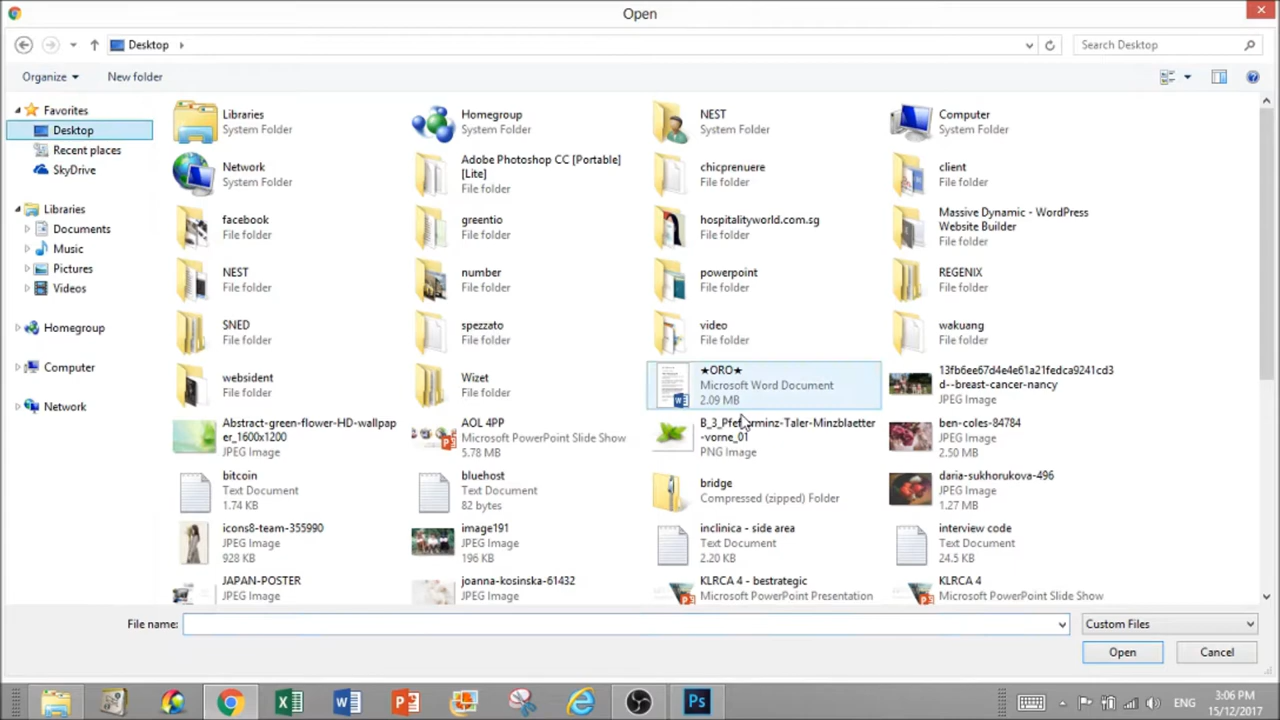 Open
Desktop
Search Desktop
Organize
New folder
Favorites
Desktop
Recent places
SkyDrive
Libraries
Documents
Music
Pictures
Videos
Homegroup
Computer
Network
Libraries
System Folder
Homegroup
System Folder
NEST
System Folder
Computer
System Folder
Network
System Folder
Adobe Photoshop CC [Portable]
[Lite]
File folder
chicprenuere
File folder
client
File folder
facebook
File folder
greentio
File folder
hospitalityworld.com.sg
File folder
Massive Dynamic - WordPress
Website Builder
File folder
NEST
File folder
number
File folder
powerpoint
File folder
REGENIX
File folder
SNED
File folder
spezzato
File folder
video
File folder
wakuang
File folder
websident
File folder
Wizet
File folder
★ORO★
Microsoft Word Document
2.09 MB
13fb6ee67d4e4e61a21fedca9241cd3
d--breast-cancer-nancy
JPEG Image
Abstract-green-flower-HD-wallpap
er_1600x1200
JPEG Image
AOL 4PP
Microsoft PowerPoint Slide Show
5.78 MB
-vorne_01
PNG Image
ben-coles-84784
JPEG Image
2.50 MB
bitcoin
Text Document
1.74 KB
bluehost
Text Document
82 bytes
bridge
Compressed (zipped) Folder
daria-sukhorukova-496
JPEG Image
1.27 MB
icons8-team-355990
JPEG Image
928 KB
image191
JPEG Image
196 KB
inclinica - side area
Text Document
2.20 KB
interview code
Text Document
24.5 KB
JAPAN-POSTER
JPEG Image
joanna-kosinska-61432
JPEG Image
KLRCA 4 - bestrategic
Microsoft PowerPoint Presentation
KLRCA 4
Microsoft PowerPoint Slide Show
File name:
Custom Files
Open
Cancel
Ps
ENG
3:06 PM
15/12/2017